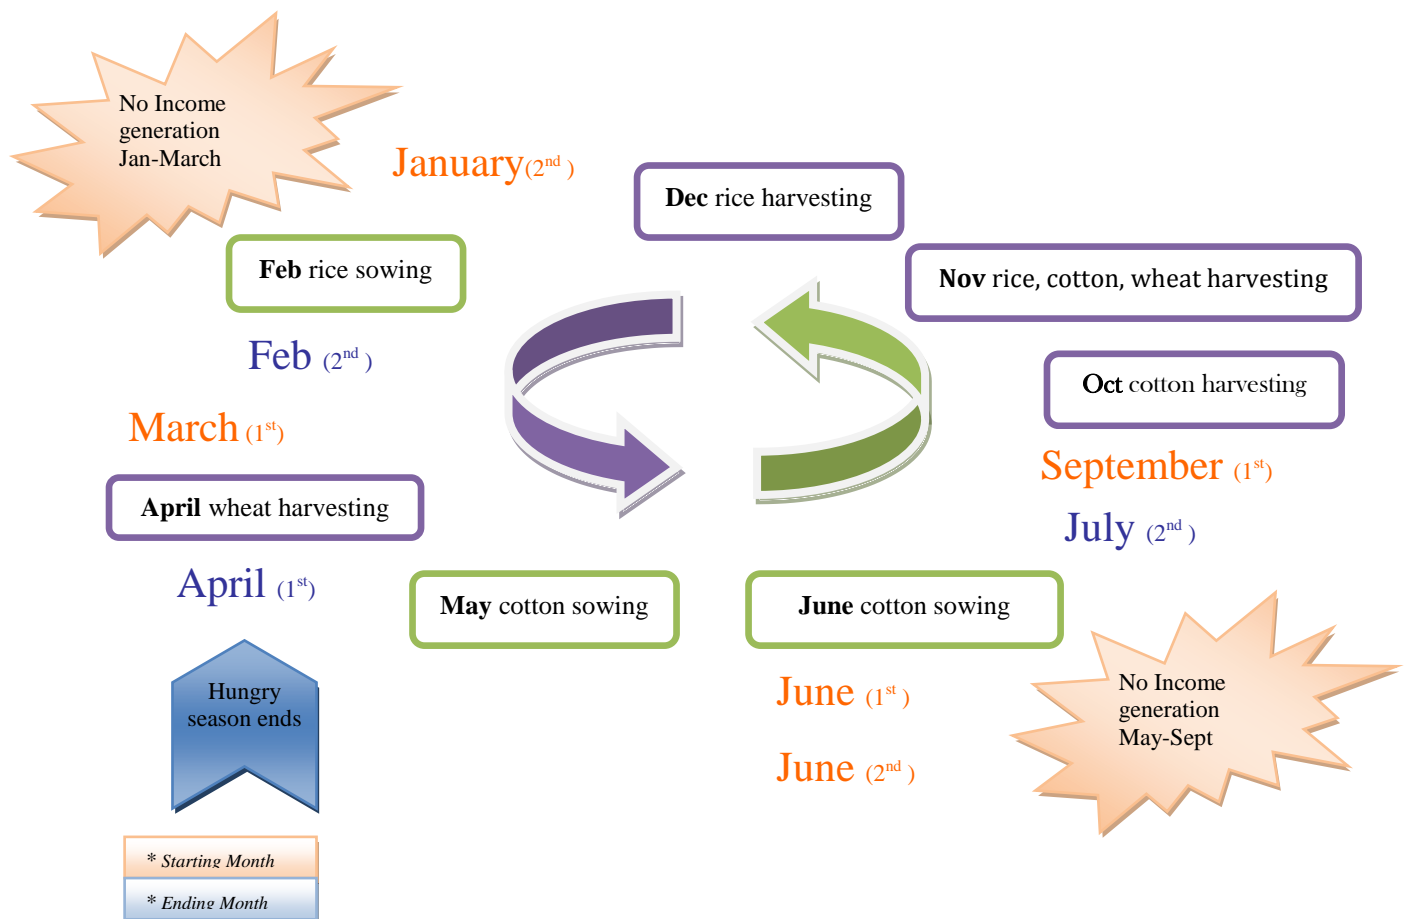 No Income
generation
Jan-March
January(2nd )
Dec rice harvesting
Feb rice sowing
Nov rice, cotton, wheat harvesting
Feb (2nd )
Oct cotton harvesting
March (1st)
September (1st)
April wheat harvesting
July (2nd )
April (1st)
May cotton sowing
June cotton sowing
Hungry
season ends
June (1st )
No Income
generation
May-Sept
June (2nd )
* Starting Month
* Ending Month